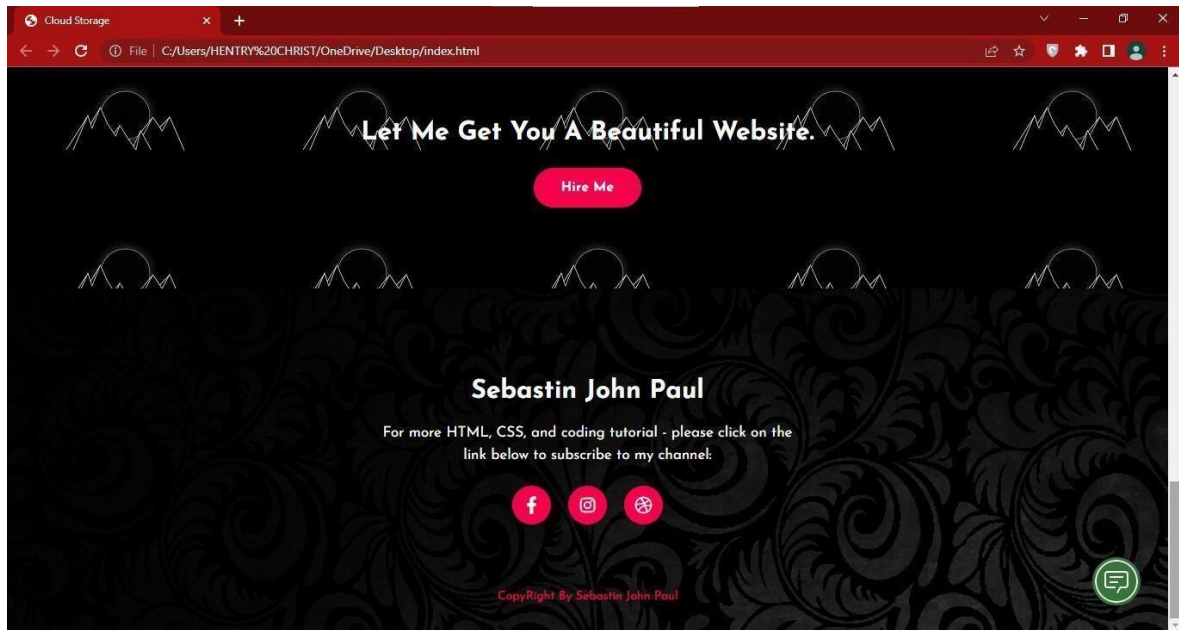 Cloud Storage
File | C:/Users/HENTRY%20CHRIST/OneDrive/Desktop/index.html
Let Me Get You A Beautiful Website.
Hire Me
Sebastin John Paul
For more HTML, CSS, and coding tutorial - please click on the
link below to subscribe to my channel:
CopyRight By Sebastin John Paul